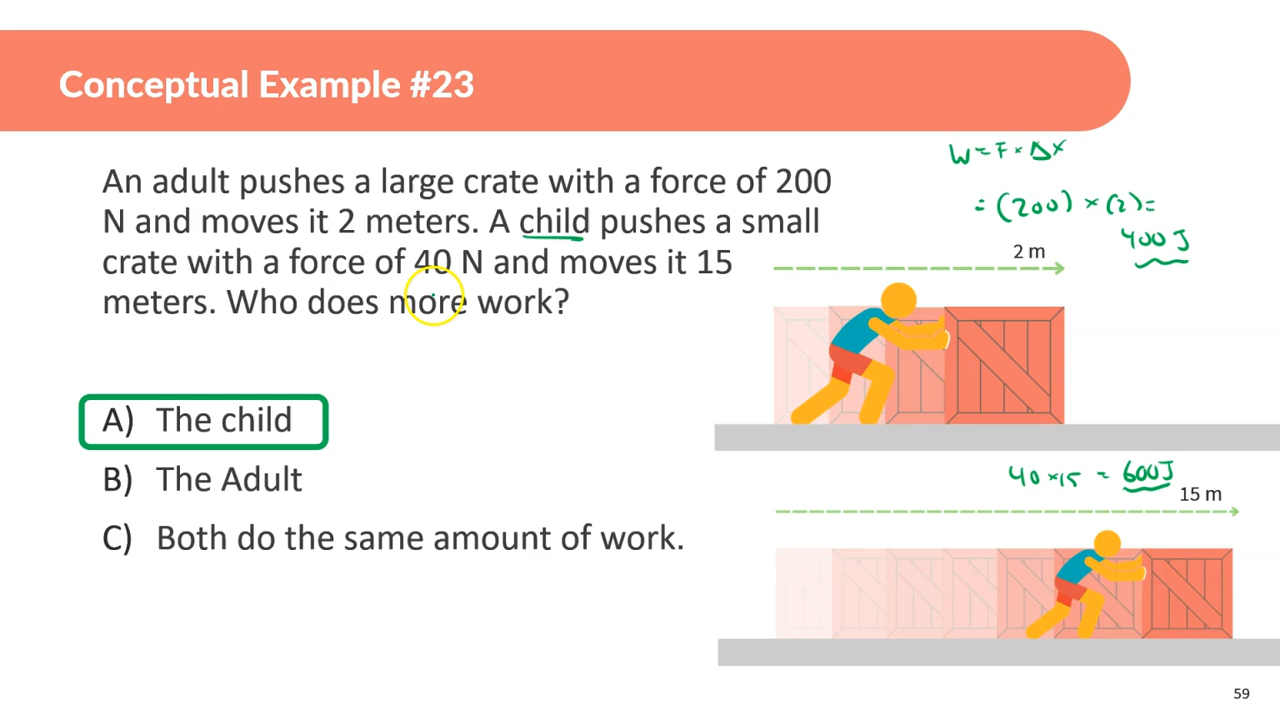 Conceptual Example #23
An adult pushes a large crate with a force of 200
N and moves it 2 meters. A child pushes a small
crate with a force of 40 N and moves it 15
meters. Who does more work?
A) The child
B) The Adult
C) Both do the same amount of work.
W = F × Δx
= (200) × (2) =
400 J
2 m
40 × 15 = 600 J
15 m
59